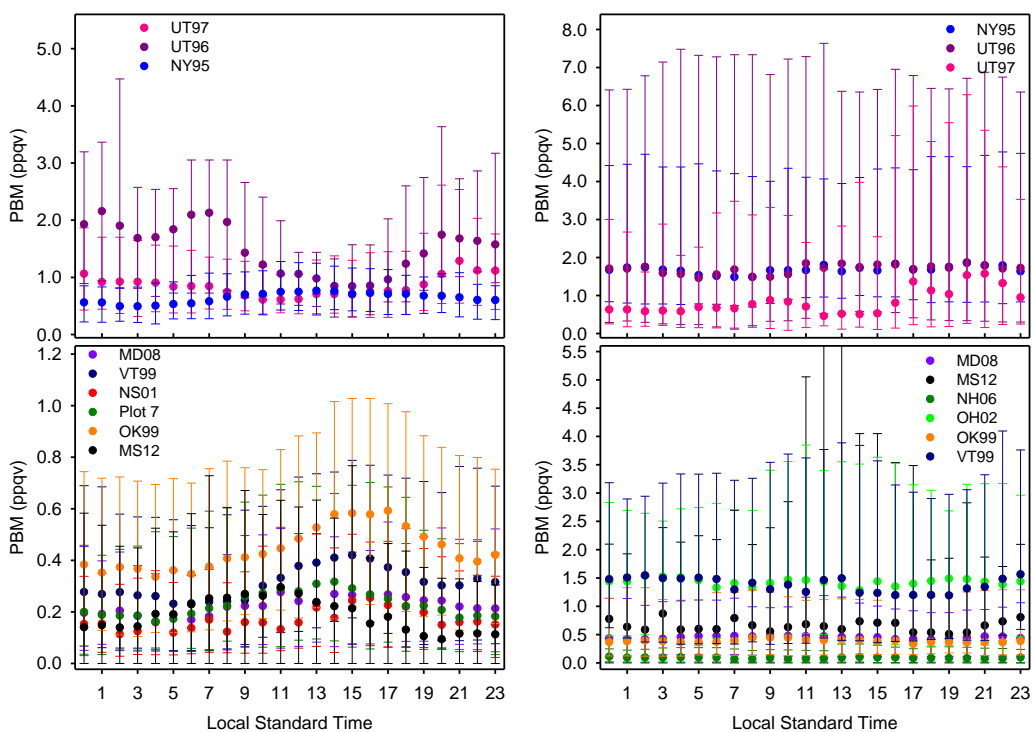 5.0
4.0
3.0
2.0
1.0
0.0
PBM (ppqv)
UT97
UT96
NY95
8.0
7.0
6.0
5.0
4.0
3.0
2.0
1.0
0.0
PBM (ppqv)
NY95
UT96
UT97
1.2
1.0
0.8
0.6
0.4
0.2
0.0
PBM (ppqv)
MD08
VT99
NS01
Plot 7
OK99
MS12
1 3 5 7 9 11 13 15 17 19 21 23
Local Standard Time
5.5
5.0
4.5
4.0
3.5
3.0
2.5
2.0
1.5
1.0
0.5
0.0
PBM (ppqv)
MD08
MS12
NH06
OH02
OK99
VT99
1 3 5 7 9 11 13 15 17 19 21 23
Local Standard Time